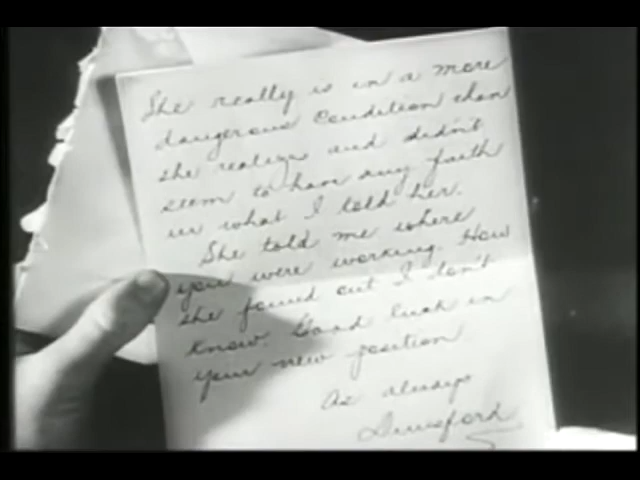 She really is in a more
dangerous condition than
she realizes and didn't
seem to have any faith
in what I told her.
She told me where
you were working. How
she found out I don't
know. Good luck in
your new position
As always
Dunsford